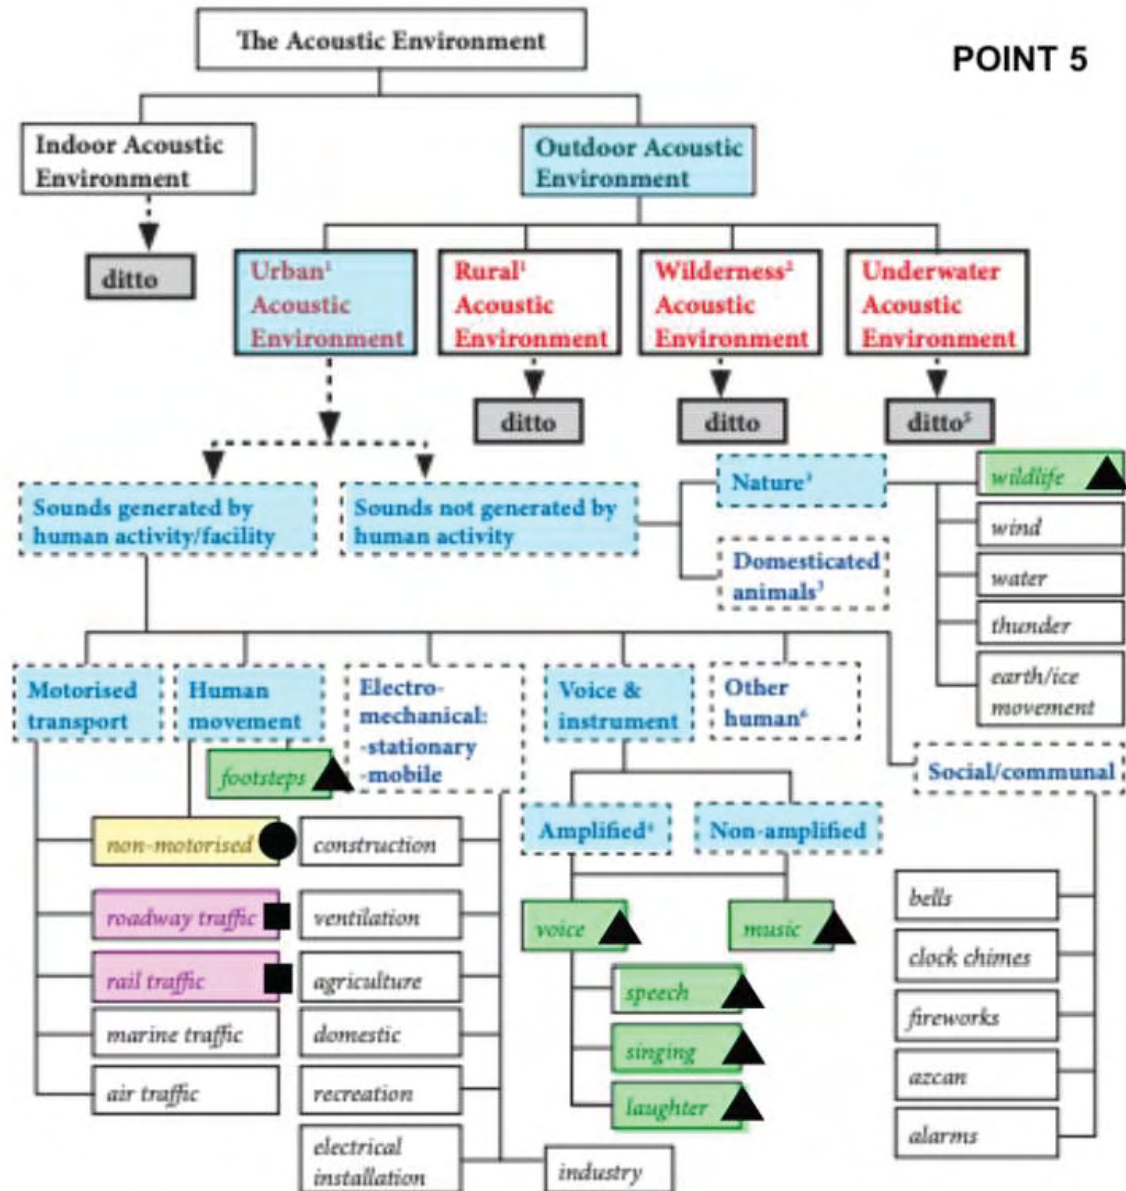 The Acoustic Environment
POINT 5
Indoor Acoustic
Environment
Outdoor Acoustic
Environment
ditto
Urban¹
Acoustic
Environment
Rural¹
Acoustic
Environment
Wilderness²
Acoustic
Environment
Underwater
Acoustic
Environment
ditto
ditto
ditto⁵
Sounds generated by
human activity/facility
Sounds not generated by
human activity
Nature³
Domesticated
animals³
wildlife
wind
water
thunder
earth/ice
movement
Motorised
transport
Human
movement
Electro-
mechanical:
-stationary
-mobile
Voice &
instrument
Other
human⁶
Social/communal
footsteps
non-motorised
roadway traffic
rail traffic
marine traffic
air traffic
construction
ventilation
agriculture
domestic
recreation
electrical
installation
industry
Amplified⁴
Non-amplified
voice
music
speech
singing
laughter
bells
clock chimes
fireworks
azcan
alarms